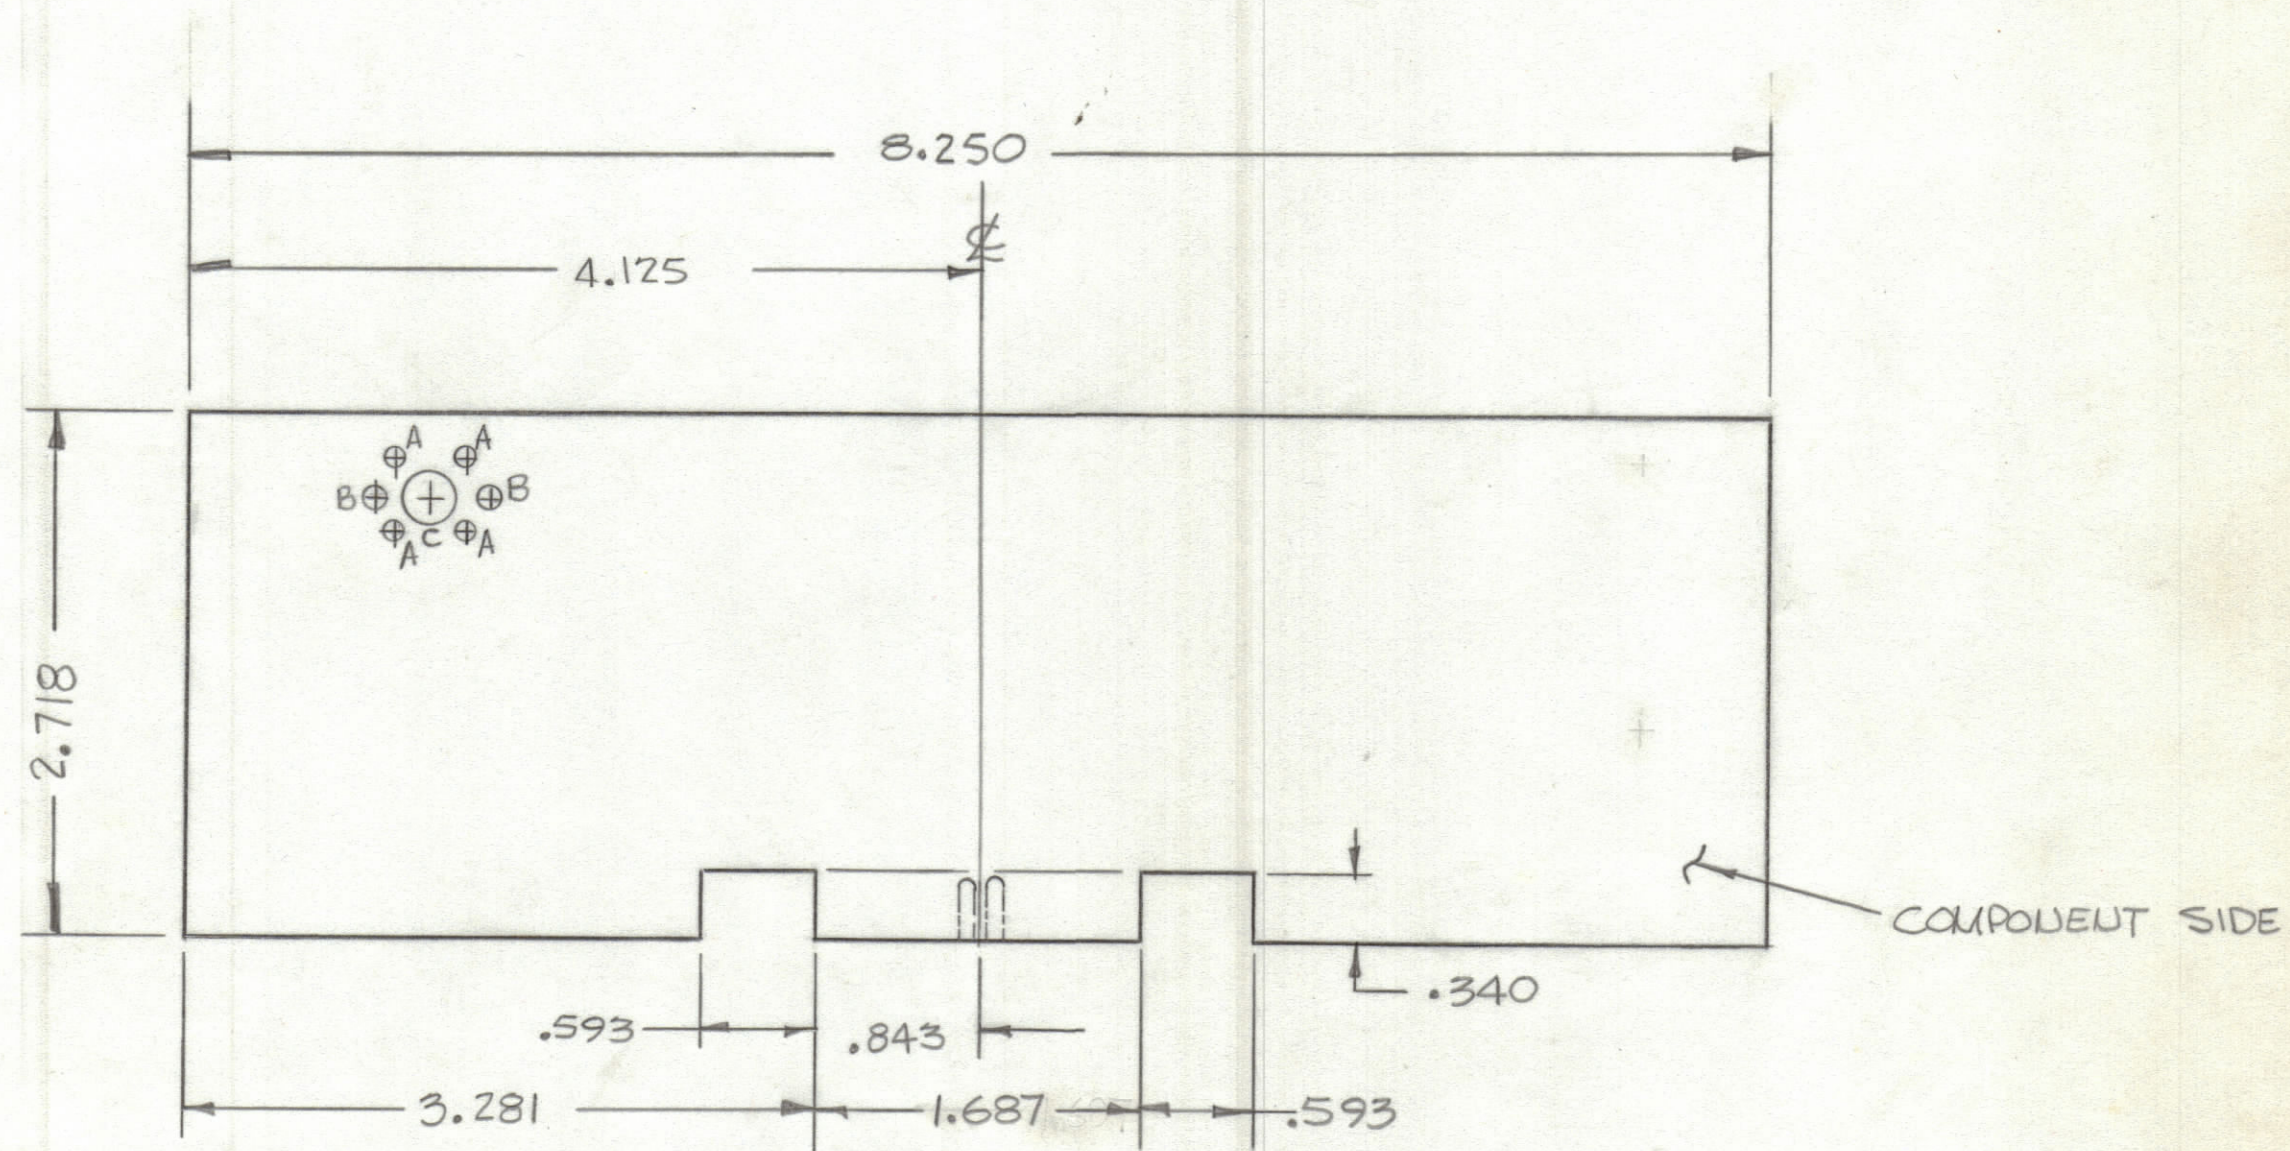 8.250
℄
4.125
A A
B B
A C A
2.718
COMPONENT SIDE
.340
.593 .843
3.281 1.687 .593